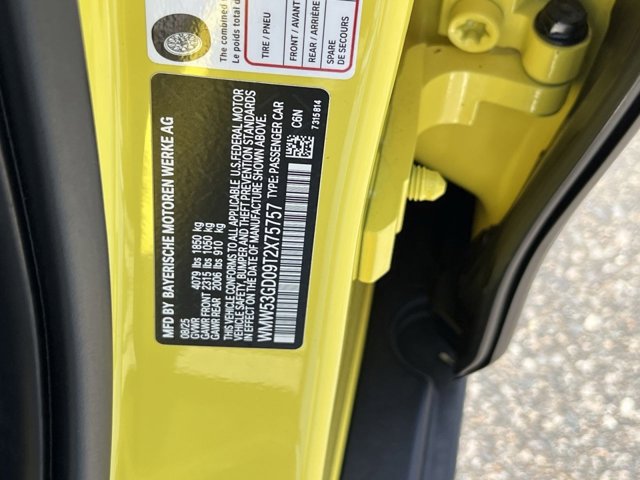 The combined
Le poids total d
TIRE / PNEU
FRONT / AVANT
REAR / ARRIÈRE
SPARE
DE SECOURS
MFD BY BAYERISCHE MOTOREN WERKE AG
08/25
GVWR 4079 lbs 1850 kg
GAWR FRONT 2315 lbs 1050 kg
GAWR REAR 2006 lbs 910 kg
THIS VEHICLE CONFORMS TO ALL APPLICABLE U.S.FEDERAL MOTOR
VEHICLE SAFETY, BUMPER AND THEFT PREVENTION STANDARDS
IN EFFECT ON THE DATE OF MANUFACTURE SHOWN ABOVE.
WMW53GD09T2X75757 TYPE: PASSENGER CAR
C6N
7315814